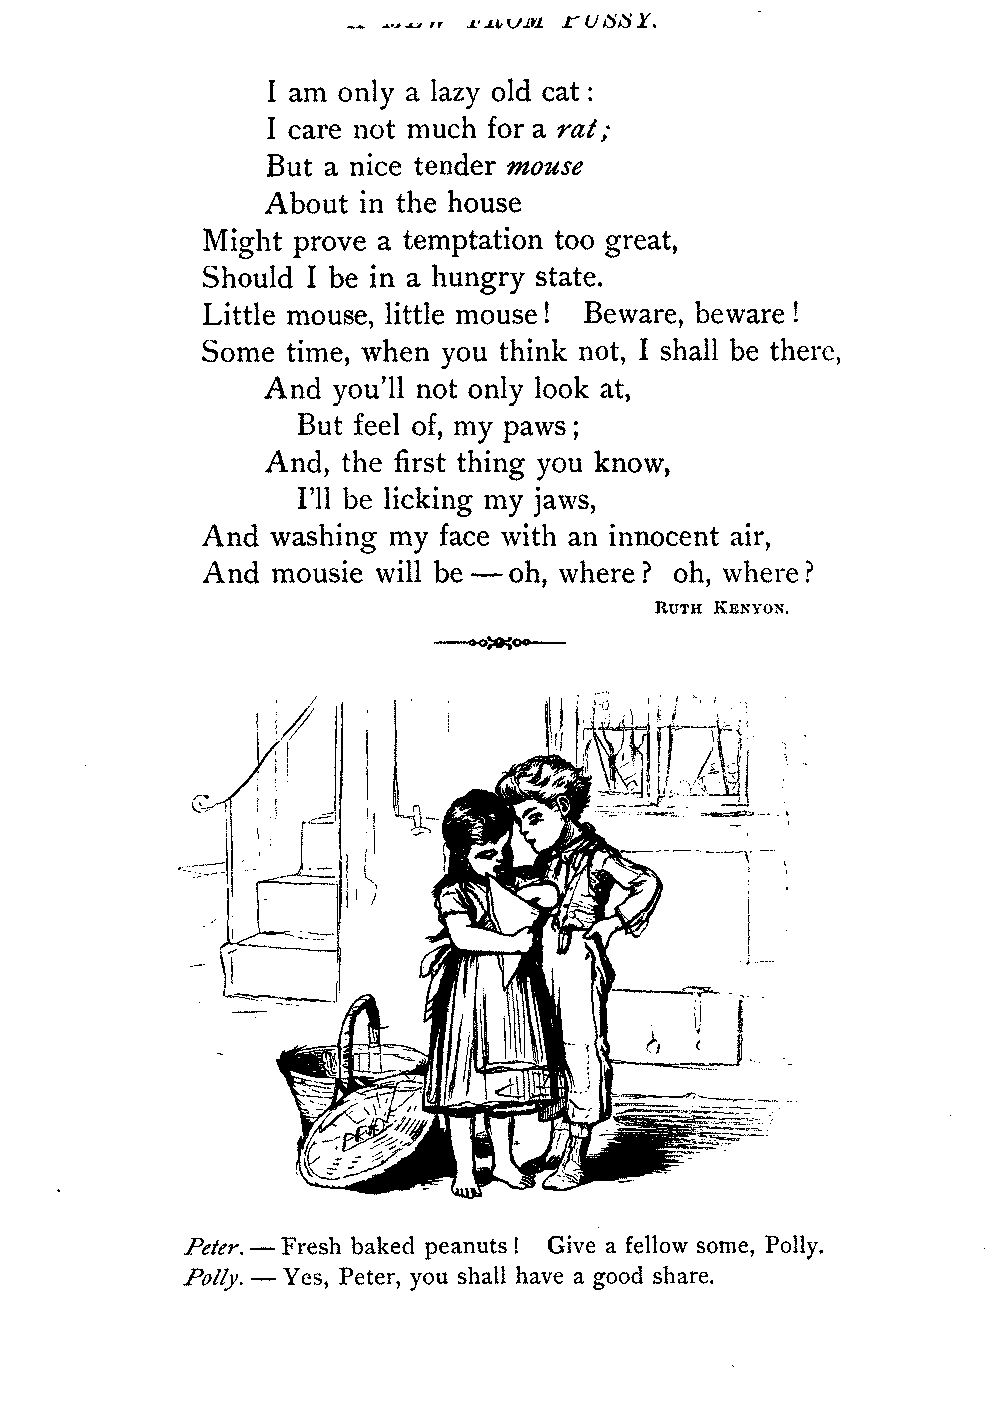 FROM PUSSY.
I am only a lazy old cat :
I care not much for a rat;
But a nice tender mouse
About in the house
Might prove a temptation too great,
Should I be in a hungry state.
Little mouse, little mouse! Beware, beware!
Some time, when you think not, I shall be there,
And you'll not only look at,
But feel of, my paws;
And, the first thing you know,
I'll be licking my jaws,
And washing my face with an innocent air,
And mousie will be — oh, where? oh, where?
RUTH KENYON.
Peter. — Fresh baked peanuts! Give a fellow some, Polly.
Polly. — Yes, Peter, you shall have a good share.